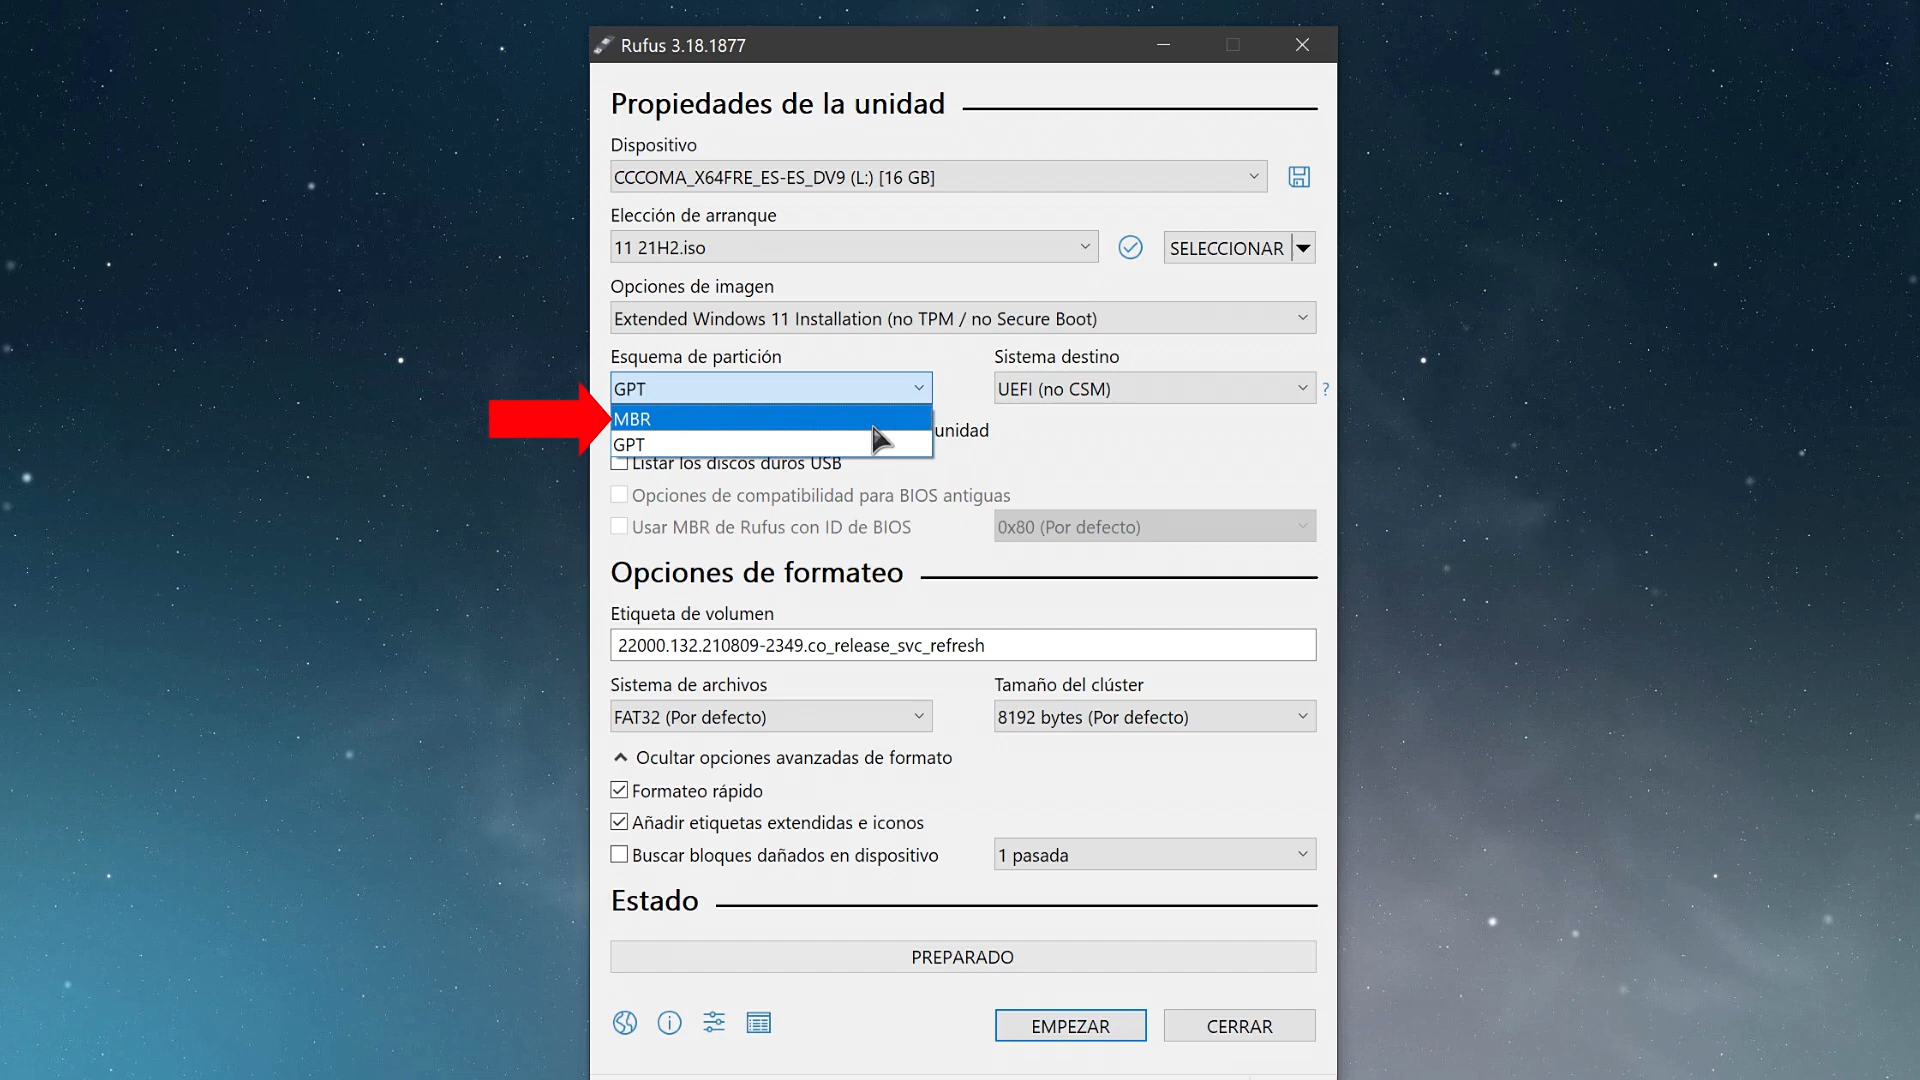 Rufus 3.18.1877
Propiedades de la unidad
Dispositivo
CCCOMA_X64FRE_ES-ES_DV9 (L:) [16 GB]
Elección de arranque
11 21H2.iso
SELECCIONAR
Opciones de imagen
Extended Windows 11 Installation (no TPM / no Secure Boot)
Esquema de partición
Sistema destino
GPT
UEFI (no CSM)
?
MBR
unidad
GPT
Listar los discos duros USB
Opciones de compatibilidad para BIOS antiguas
Usar MBR de Rufus con ID de BIOS
0x80 (Por defecto)
Opciones de formateo
Etiqueta de volumen
22000.132.210809-2349.co_release_svc_refresh
Sistema de archivos
Tamaño del clúster
FAT32 (Por defecto)
8192 bytes (Por defecto)
Ocultar opciones avanzadas de formato
Formateo rápido
Añadir etiquetas extendidas e iconos
Buscar bloques dañados en dispositivo
1 pasada
Estado
PREPARADO
EMPEZAR
CERRAR